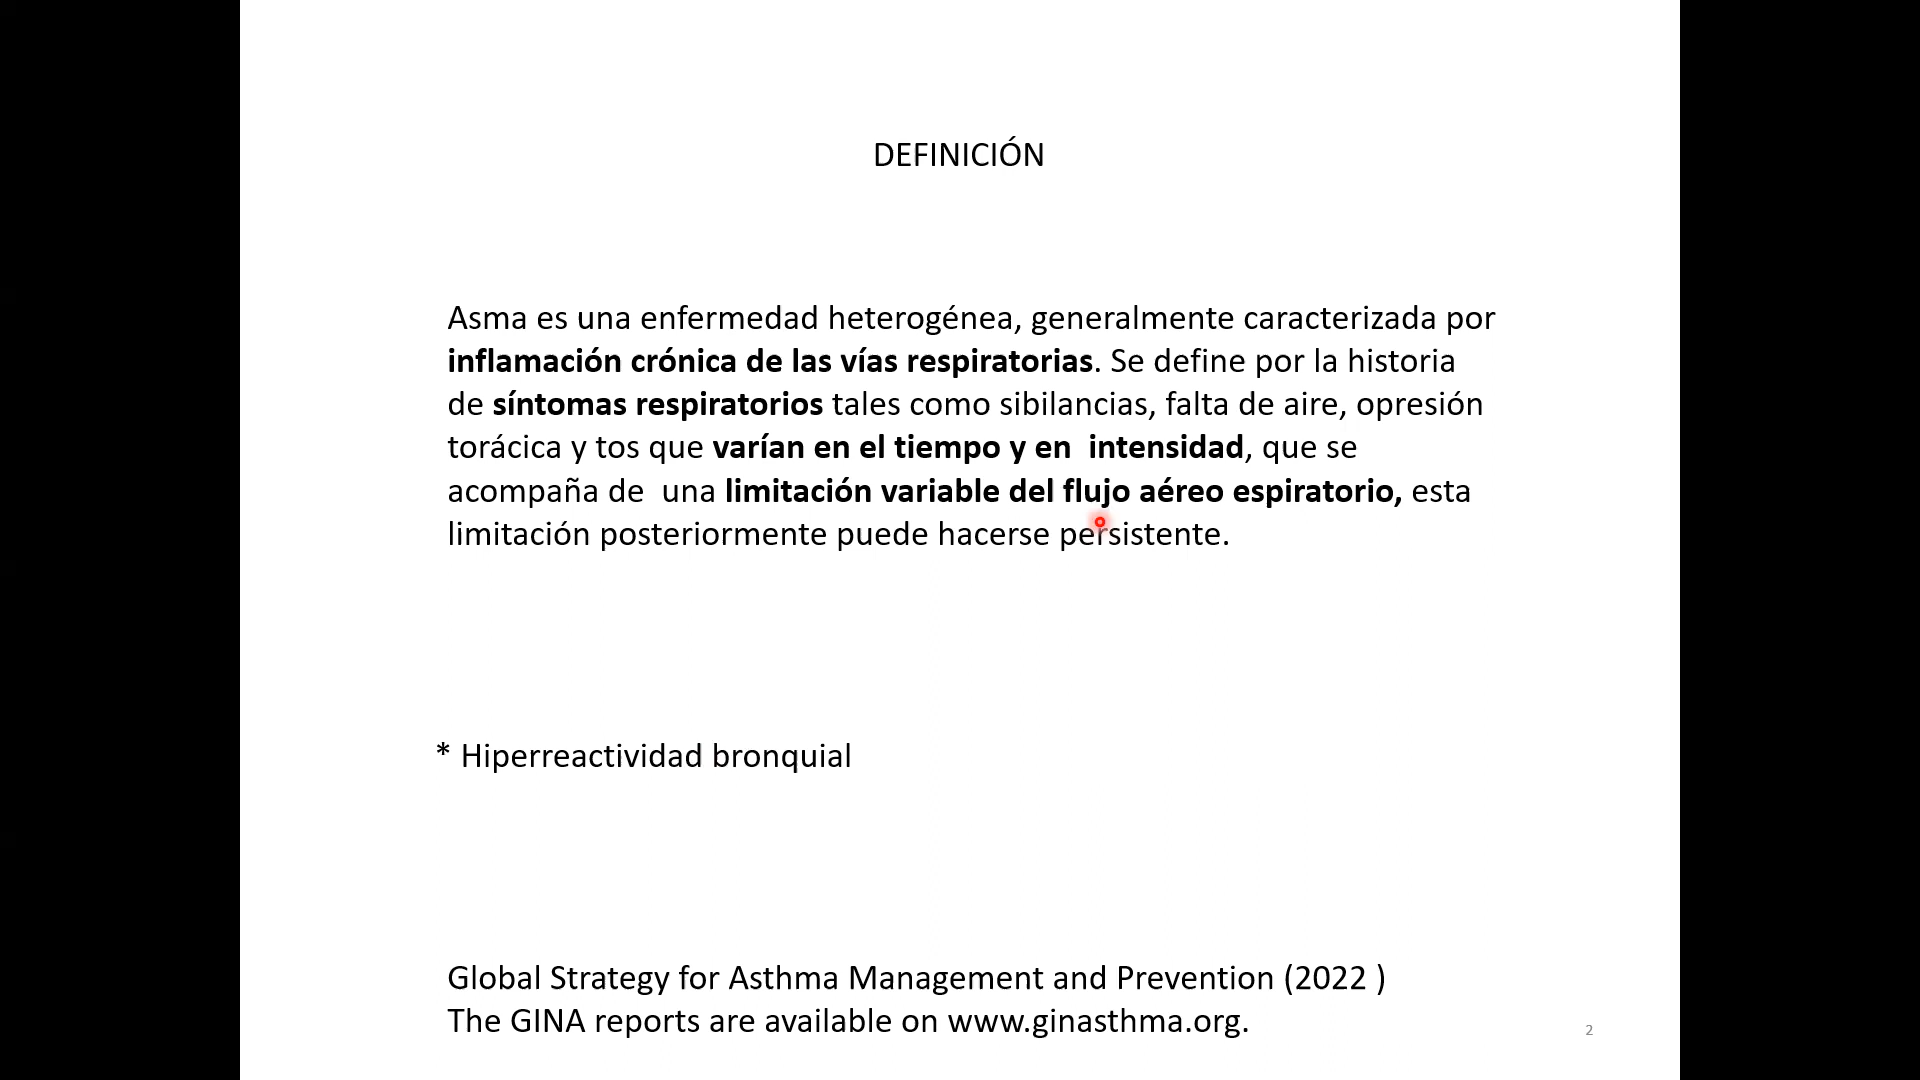 DEFINICIÓN
Asma es una enfermedad heterogénea, generalmente caracterizada por
inflamación crónica de las vías respiratorias. Se define por la historia
de síntomas respiratorios tales como sibilancias, falta de aire, opresión
torácica y tos que varían en el tiempo y en  intensidad, que se
acompaña de  una limitación variable del flujo aéreo espiratorio, esta
limitación posteriormente puede hacerse persistente.
* Hiperreactividad bronquial
Global Strategy for Asthma Management and Prevention (2022 )
The GINA reports are available on www.ginasthma.org.
2